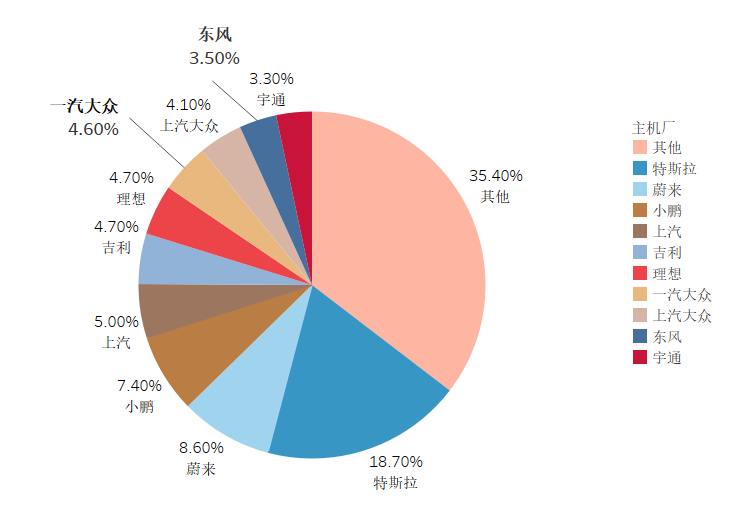 东风
3.50%
3.30%
宇通
4.10%
上汽大众
一汽大众
4.60%
4.70%
理想
4.70%
吉利
5.00%
上汽
7.40%
小鹏
8.60%
蔚来
18.70%
特斯拉
35.40%
其他
主机厂
其他
特斯拉
蔚来
小鹏
上汽
吉利
理想
一汽大众
上汽大众
东风
宇通